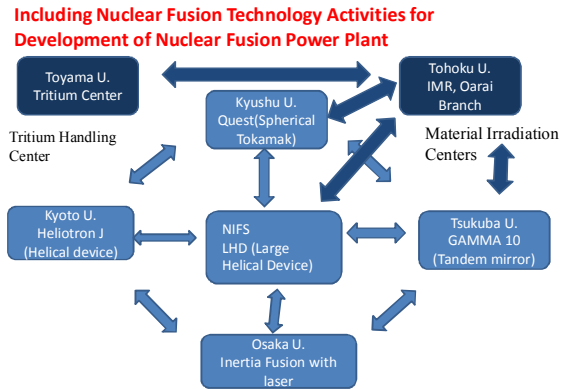 Including Nuclear Fusion Technology Activities for
Development of Nuclear Fusion Power Plant
Toyama U.
Tritium Center
Tohoku U.
IMR, Oarai
Branch
Kyushu U.
Quest(Spherical
Tokamak)
Tritium Handling
Center
Material Irradiation
Centers
Kyoto U.
Heliotron J
(Helical device)
NIFS
LHD (Large
Helical Device)
Tsukuba U.
GAMMA 10
(Tandem mirror)
Osaka U.
Inertia Fusion with
laser